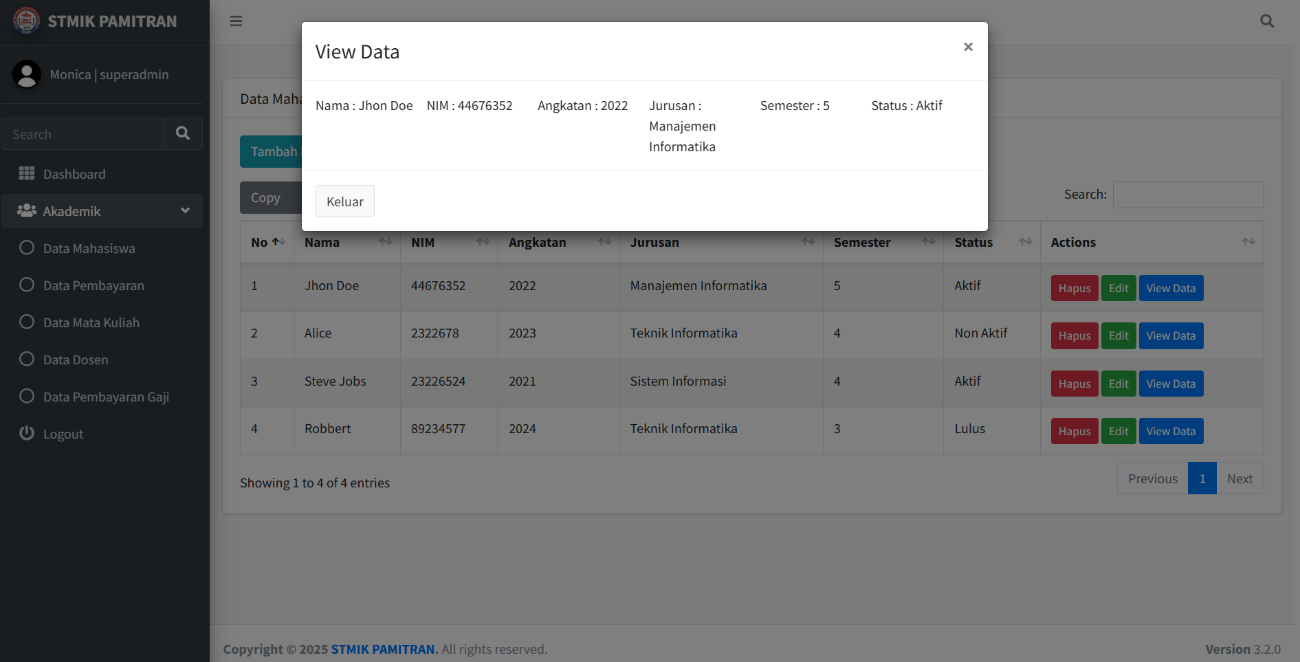 STMIK PAMITRAN
Monica | superadmin
Search
Dashboard
Akademik
Data Mahasiswa
Data Pembayaran
Data Mata Kuliah
Data Dosen
Data Pembayaran Gaji
Logout
View Data
×
Nama : Jhon Doe NIM : 44676352 Angkatan : 2022 Jurusan : Semester : 5 Status : Aktif
Manajemen
Informatika
Keluar
Tambah
Copy
Search:
No Nama NIM Angkatan Jurusan Semester Status Actions
1 Jhon Doe 44676352 2022 Manajemen Informatika 5 Aktif Hapus Edit View Data
2 Alice 2322678 2023 Teknik Informatika 4 Non Aktif Hapus Edit View Data
3 Steve Jobs 23226524 2021 Sistem Informasi 4 Aktif Hapus Edit View Data
4 Robbert 89234577 2024 Teknik Informatika 3 Lulus Hapus Edit View Data
Showing 1 to 4 of 4 entries
Previous 1 Next
Copyright © 2025 STMIK PAMITRAN. All rights reserved.
Version 3.2.0